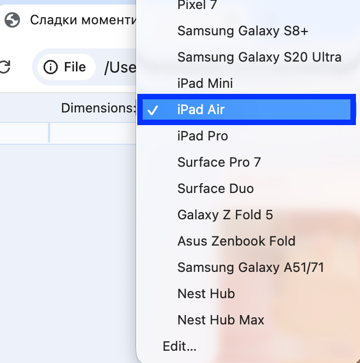 Pixel 7
Сладки моменти
Samsung Galaxy S8+
Samsung Galaxy S20 Ultra
File /Use
iPad Mini
Dimensions: ✓ iPad Air
iPad Pro
Surface Pro 7
Surface Duo
Galaxy Z Fold 5
Asus Zenbook Fold
Samsung Galaxy A51/71
Nest Hub
Nest Hub Max
Edit...